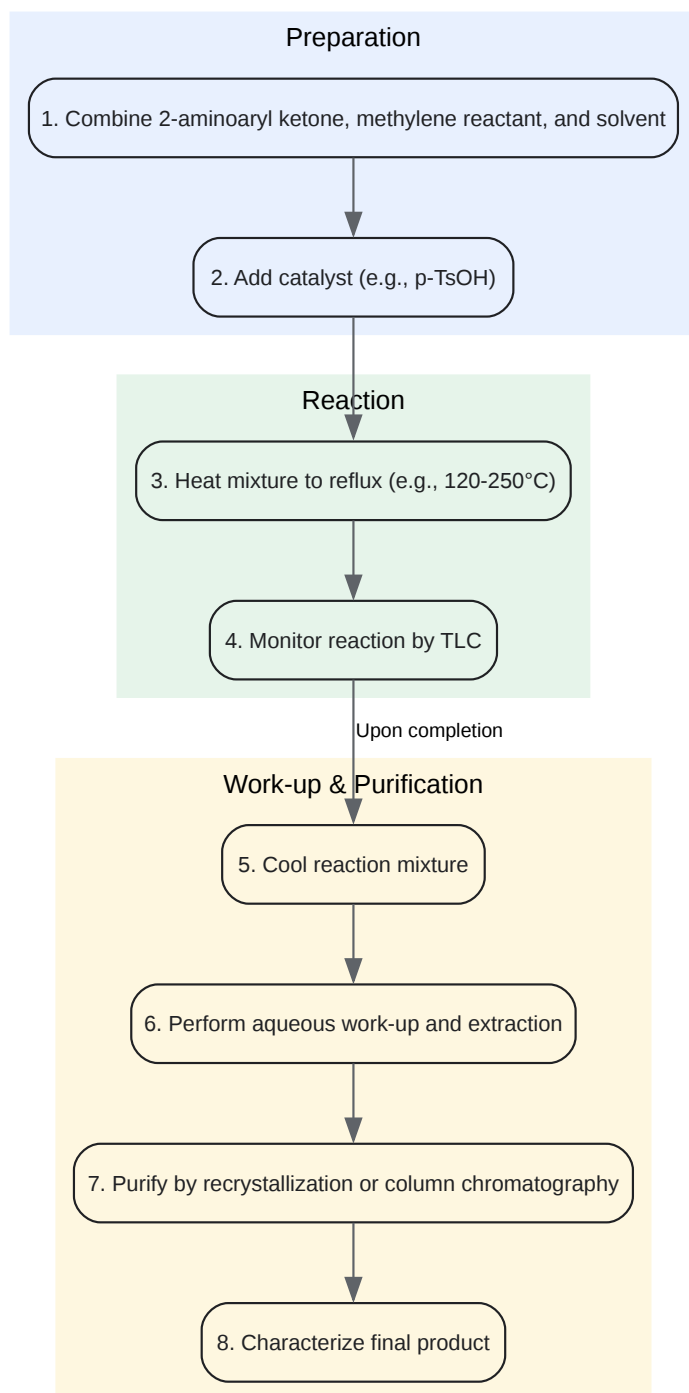 Preparation
1. Combine 2-aminoaryl ketone, methylene reactant, and solvent
2. Add catalyst (e.g., p-TsOH)
Reaction
3. Heat mixture to reflux (e.g., 120-250°C)
4. Monitor reaction by TLC
Upon completion
Work-up & Purification
5. Cool reaction mixture
6. Perform aqueous work-up and extraction
7. Purify by recrystallization or column chromatography
8. Characterize final product